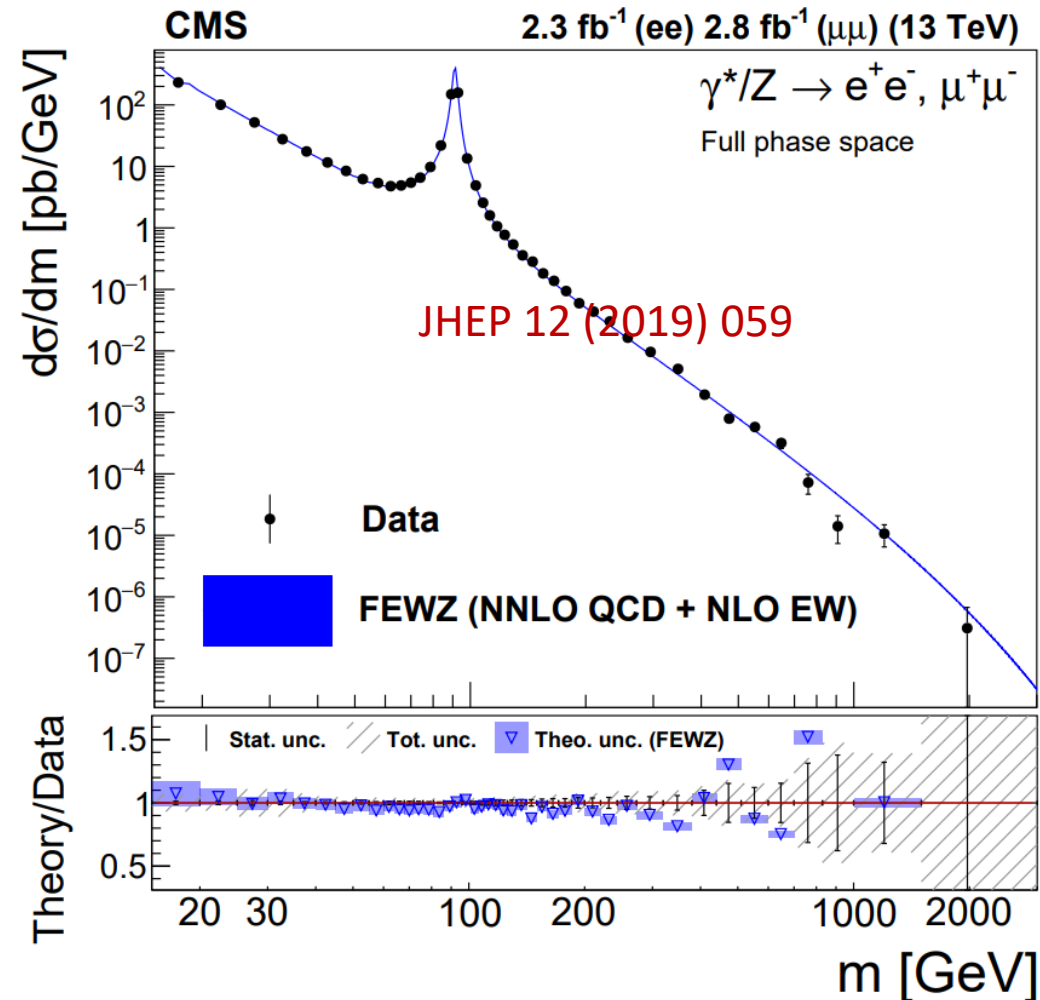 CMS 2.3 fb⁻¹ (ee) 2.8 fb⁻¹ (μμ) (13 TeV)
γ*/Z → e⁺e⁻, μ⁺μ⁻
Full phase space
dσ/dm [pb/GeV]
10²
10
1
10⁻¹
JHEP 12 (2019) 059
10⁻²
10⁻³
10⁻⁴
Data
10⁻⁵
10⁻⁶
FEWZ (NNLO QCD + NLO EW)
10⁻⁷
Theory/Data
1.5
Stat. unc. Tot. unc. Theo. unc. (FEWZ)
1
0.5
20 30 100 200 1000 2000
m [GeV]